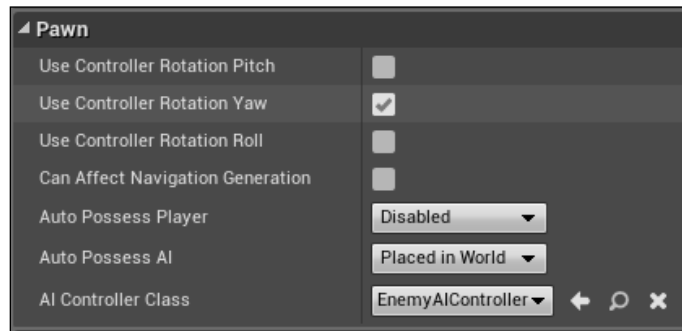 Pawn
Use Controller Rotation Pitch
Use Controller Rotation Yaw
Use Controller Rotation Roll
Can Affect Navigation Generation
Auto Possess Player Disabled
Auto Possess AI Placed in World
AI Controller Class EnemyAIController